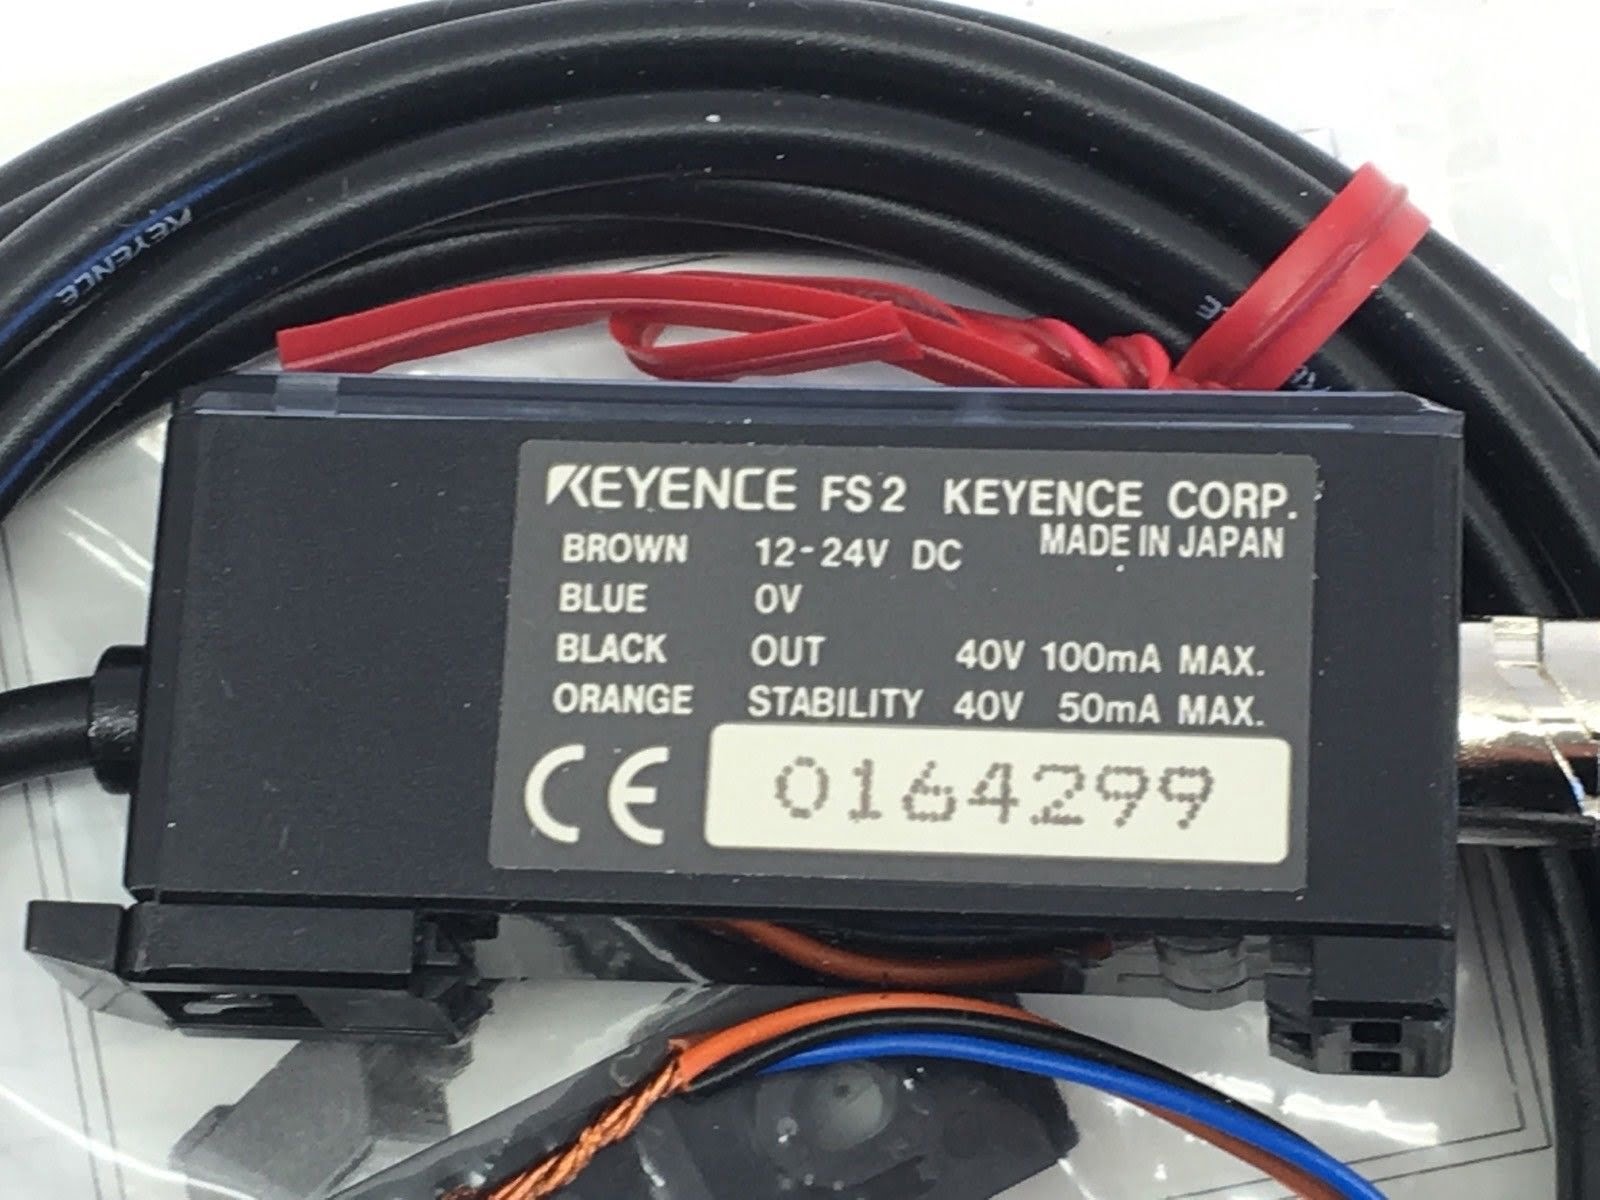 KEYENCE
KEYENCE FS2 KEYENCE CORP.
MADE IN JAPAN
BROWN 12-24V DC
BLUE 0V
BLACK OUT 40V 100mA MAX.
ORANGE STABILITY 40V 50mA MAX.
CE 0164299